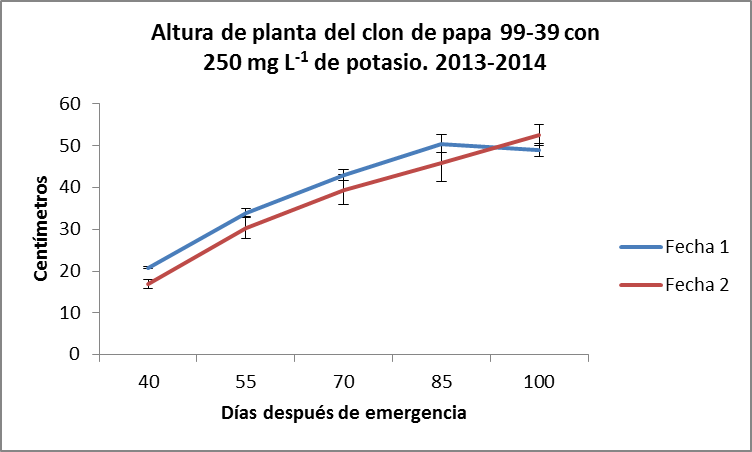 Altura de planta del clon de papa 99-39 con
250 mg L-1 de potasio. 2013-2014
60
50
40
30
20
10
0
Centímetros
40 55 70 85 100
Días después de emergencia
Fecha 1
Fecha 2